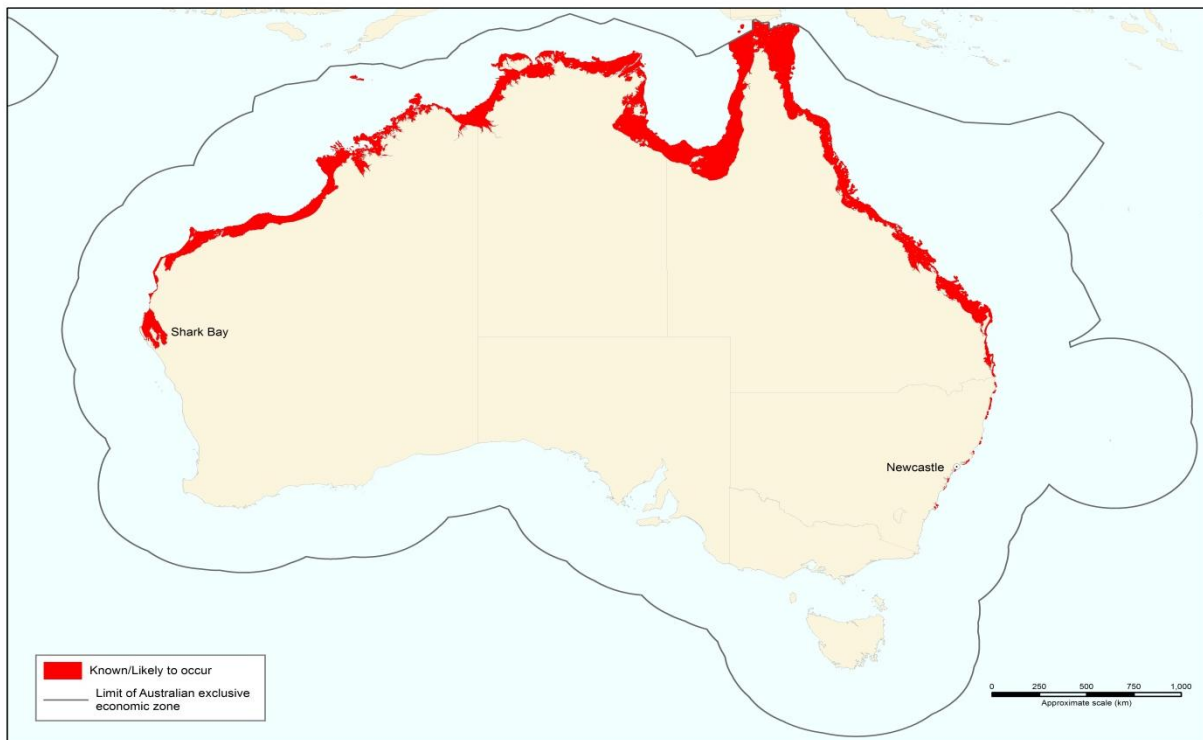 Shark Bay
Newcastle
Known/Likely to occur
Limit of Australian exclusive
economic zone
0 250 500 750 1,000
Approximate scale (km)